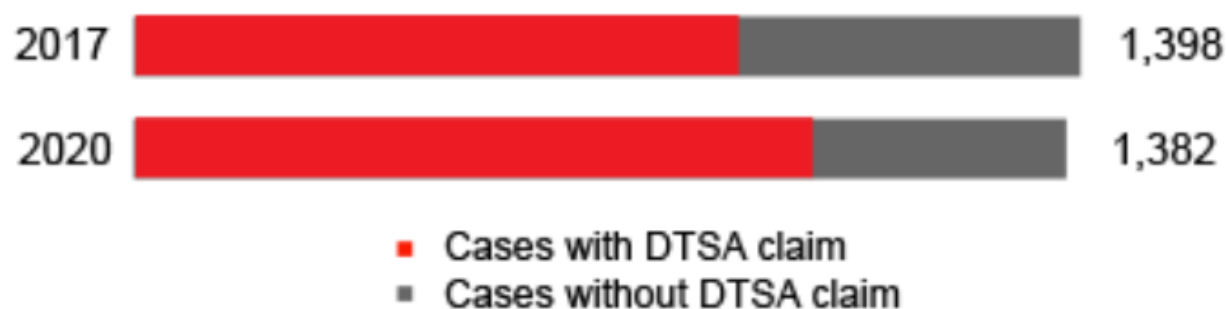 2017 1,398
2020 1,382
Cases with DTSA claim
Cases without DTSA claim